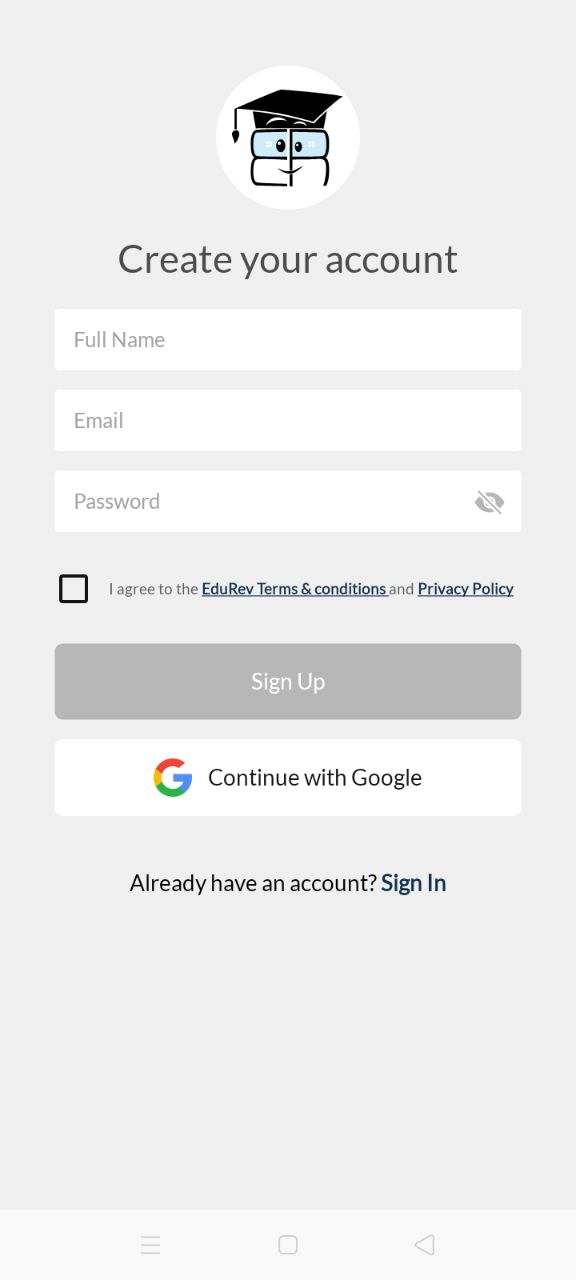 Create your account
Full Name
Email
Password
I agree to the EduRev Terms & conditions and Privacy Policy
Sign Up
Continue with Google
Already have an account? Sign In